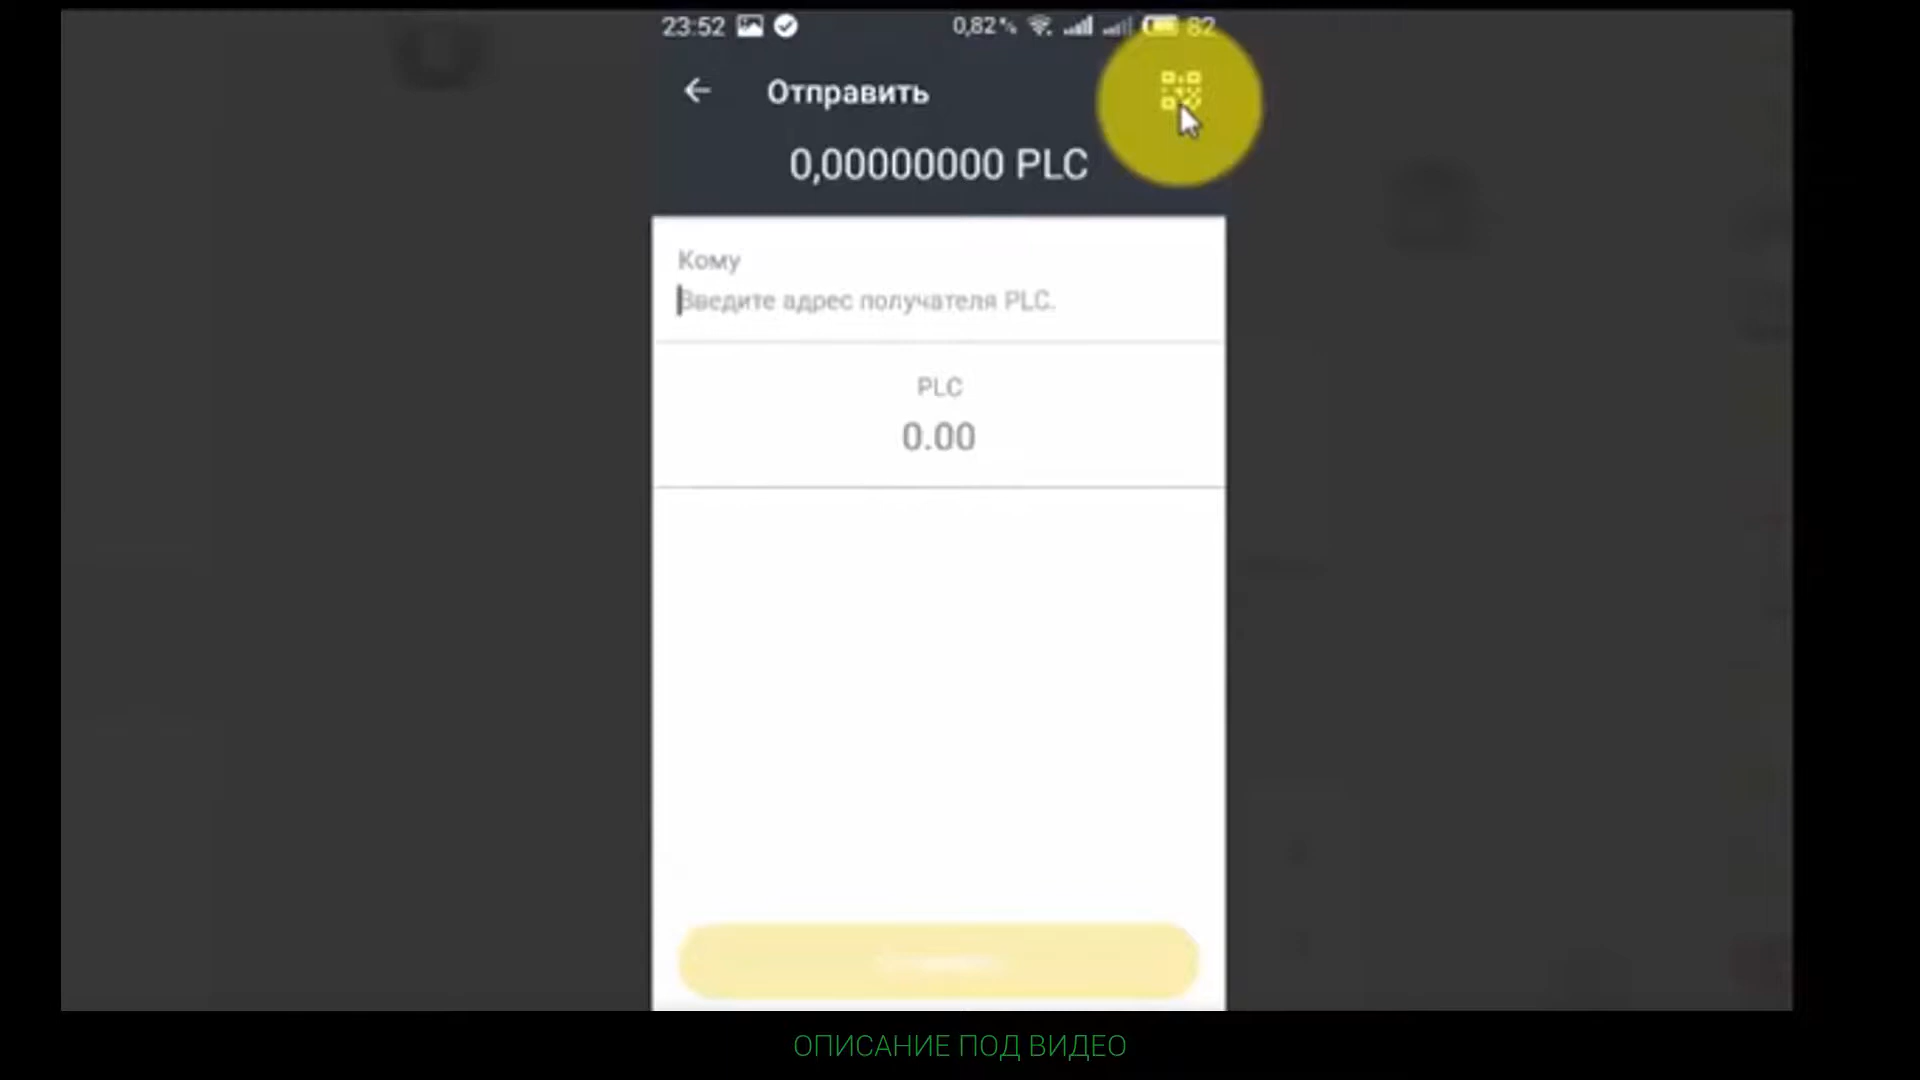 23:52 0,82 82
Отправить
0,00000000 PLC
Кому
Введите адрес получателя PLC.
PLC
0.00
ОПИСАНИЕ ПОД ВИДЕО